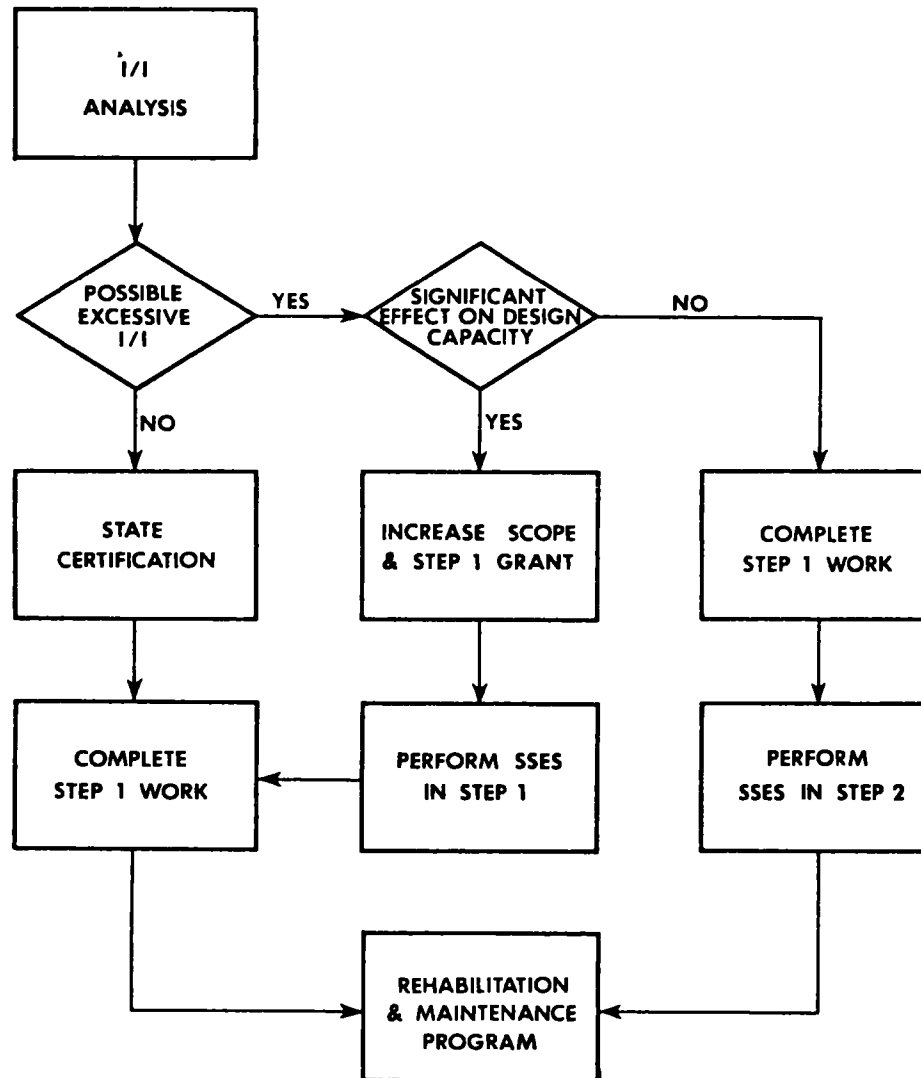 I/I
ANALYSIS
POSSIBLE
EXCESSIVE
I/I
YES
SIGNIFICANT
EFFECT ON DESIGN
CAPACITY
NO
NO
YES
STATE
CERTIFICATION
INCREASE SCOPE
& STEP 1 GRANT
COMPLETE
STEP 1 WORK
COMPLETE
STEP 1 WORK
PERFORM SSES
IN STEP 1
PERFORM
SSES IN STEP 2
REHABILITATION
& MAINTENANCE
PROGRAM